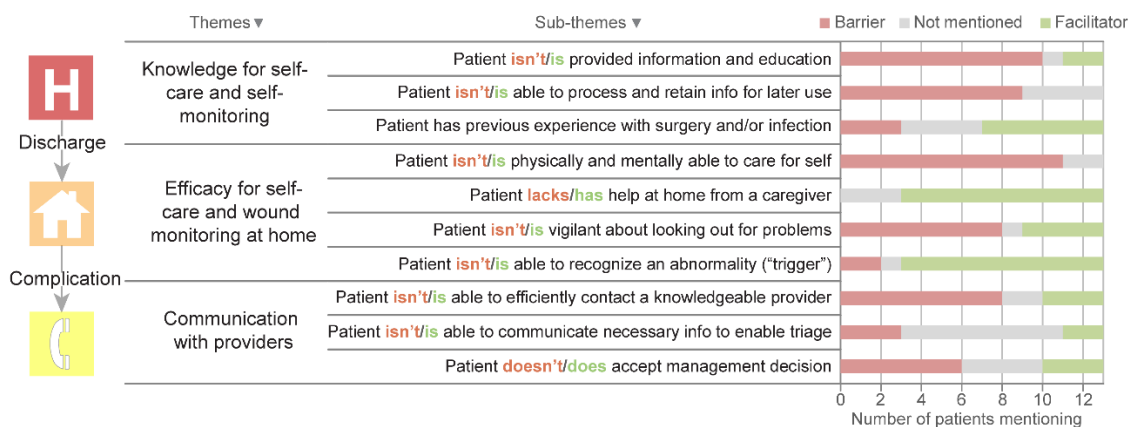 Themes ▼
Sub-themes ▼
Barrier
Not mentioned
Facilitator
H
Discharge
Complication
Knowledge for self-
care and self-
monitoring
Patient isn't/is provided information and education
Patient isn't/is able to process and retain info for later use
Patient has previous experience with surgery and/or infection
Efficacy for self-
care and wound
monitoring at home
Patient isn't/is physically and mentally able to care for self
Patient lacks/has help at home from a caregiver
Patient isn't/is vigilant about looking out for problems
Patient isn't/is able to recognize an abnormality (“trigger”)
Communication
with providers
Patient isn't/is able to efficiently contact a knowledgeable provider
Patient isn't/is able to communicate necessary info to enable triage
Patient doesn't/does accept management decision
0 2 4 6 8 10 12
Number of patients mentioning